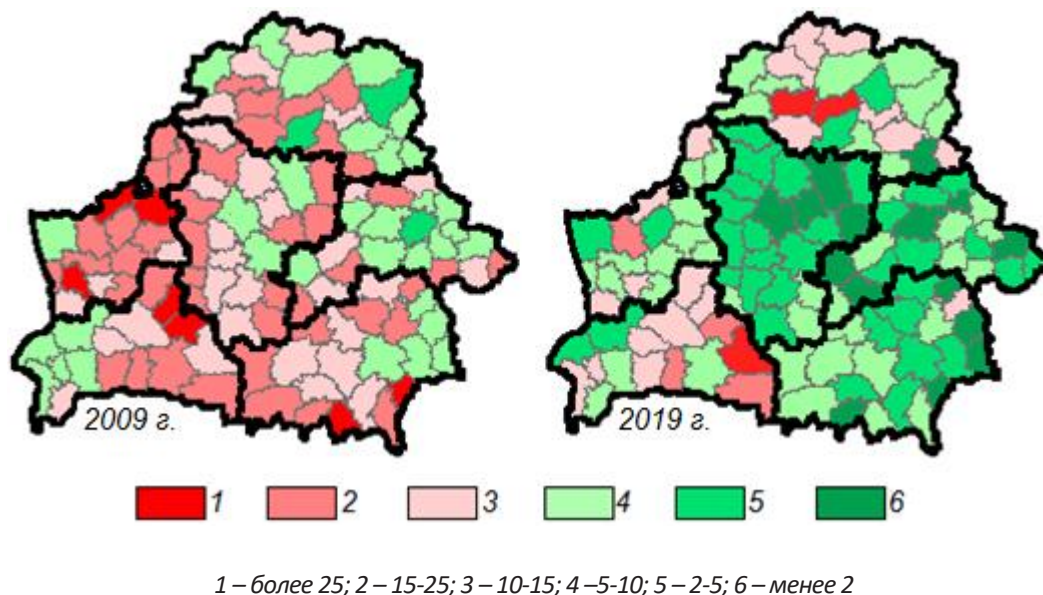 2009 г. 2019 г.
1 2 3 4 5 6
1 – более 25; 2 – 15-25; 3 – 10-15; 4 –5-10; 5 – 2-5; 6 – менее 2